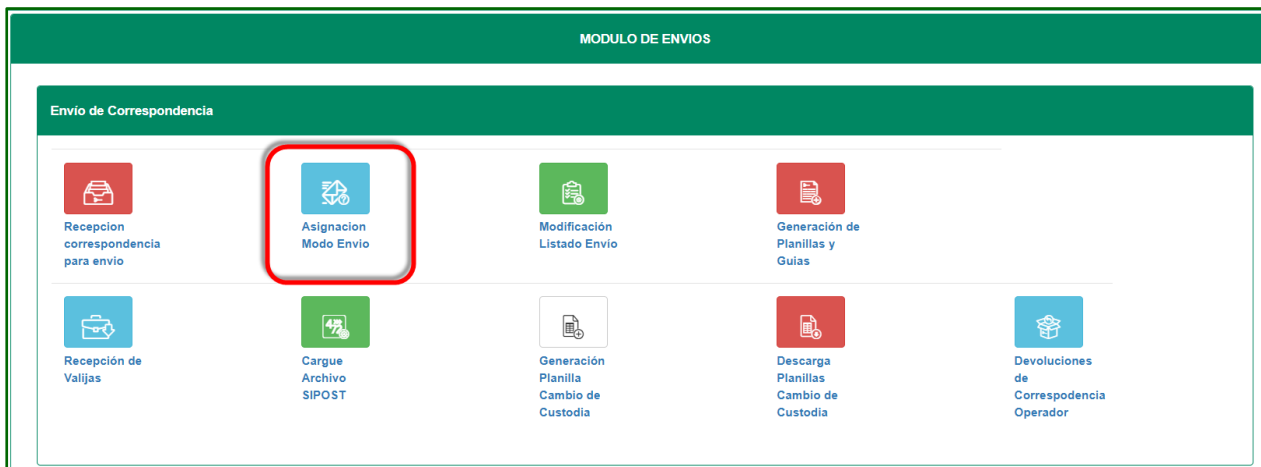 MODULO DE ENVIOS
Envío de Correspondencia
Recepcion
correspondencia
para envio
Asignacion
Modo Envio
Modificación
Listado Envio
Generación de
Planillas y
Guias
Recepción de
Valijas
Cargue
Archivo
SIPOST
Generación
Planilla
Cambio de
Custodia
Descarga
Planillas
Cambio de
Custodia
Devoluciones
de
Correspodencia
Operador